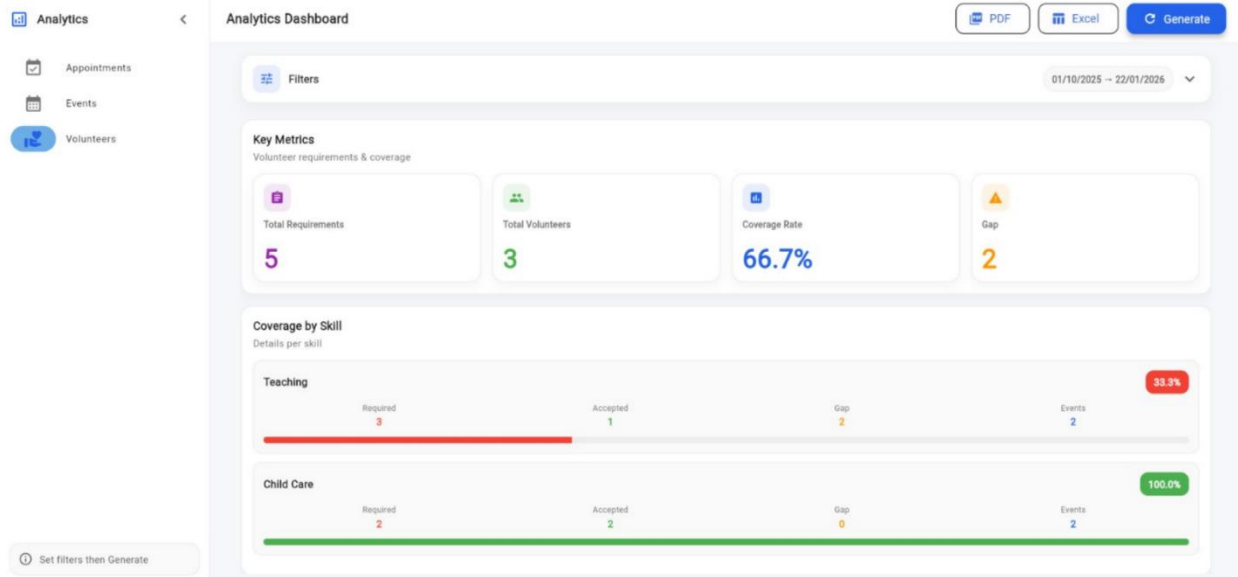 Analytics
Appointments
Events
Volunteers
Set filters then Generate
Analytics Dashboard
PDF
Excel
Generate
Filters
01/10/2025 → 22/01/2026
Key Metrics
Volunteer requirements & coverage
Total Requirements
5
Total Volunteers
3
Coverage Rate
66.7%
Gap
2
Coverage by Skill
Details per skill
Teaching
33.3%
Required Accepted Gap Events
3 1 2 2
Child Care
100.0%
Required Accepted Gap Events
2 2 0 2